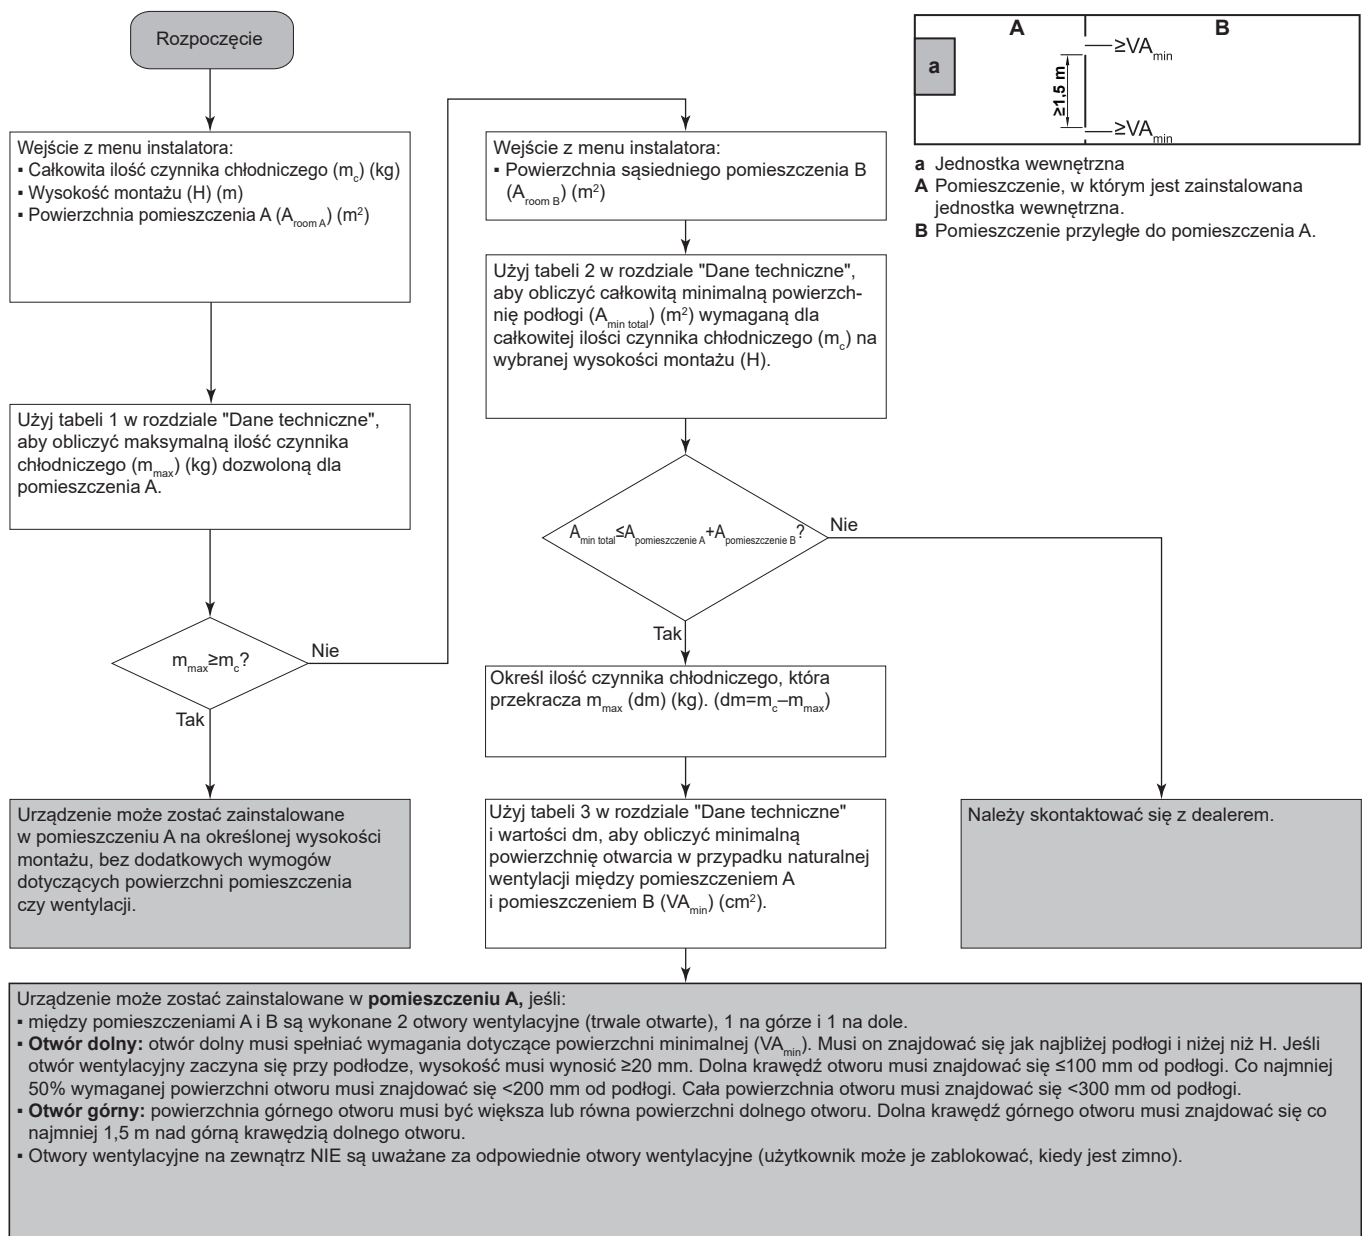 Rozpoczęcie
Wejście z menu instalatora:
▪ Całkowita ilość czynnika chłodniczego (mc) (kg)
▪ Wysokość montażu (H) (m)
▪ Powierzchnia pomieszczenia A (Aroom A) (m²)
Użyj tabeli 1 w rozdziale "Dane techniczne",
aby obliczyć maksymalną ilość czynnika
chłodniczego (mmax) (kg) dozwoloną dla
pomieszczenia A.
mmax≥mc?
Nie
Tak
Urządzenie może zostać zainstalowane
w pomieszczeniu A na określonej wysokości
montażu, bez dodatkowych wymogów
dotyczących powierzchni pomieszczenia
czy wentylacji.
Wejście z menu instalatora:
▪ Powierzchnia sąsiedniego pomieszczenia B
(Aroom B) (m²)
Użyj tabeli 2 w rozdziale "Dane techniczne",
aby obliczyć całkowitą minimalną powierzch-
nię podłogi (Amin total) (m²) wymaganą dla
całkowitej ilości czynnika chłodniczego (mc) na
wybranej wysokości montażu (H).
Amin total≤Apomieszczenie A+Apomieszczenie B?
Nie
Tak
Określ ilość czynnika chłodniczego, która
przekracza mmax (dm) (kg). (dm=mc–mmax)
Użyj tabeli 3 w rozdziale "Dane techniczne"
i wartości dm, aby obliczyć minimalną
powierzchnię otwarcia w przypadku naturalnej
wentylacji między pomieszczeniem A
i pomieszczeniem B (VAmin) (cm²).
Należy skontaktować się z dealerem.
A
B
a
≥1,5 m
≥VAmin
≥VAmin
a Jednostka wewnętrzna
A Pomieszczenie, w którym jest zainstalowana
jednostka wewnętrzna.
B Pomieszczenie przyległe do pomieszczenia A.
Urządzenie może zostać zainstalowane w pomieszczeniu A, jeśli:
▪ między pomieszczeniami A i B są wykonane 2 otwory wentylacyjne (trwale otwarte), 1 na górze i 1 na dole.
▪ Otwór dolny: otwór dolny musi spełniać wymagania dotyczące powierzchni minimalnej (VAmin). Musi on znajdować się jak najbliżej podłogi i niżej niż H. Jeśli
otwór wentylacyjny zaczyna się przy podłodze, wysokość musi wynosić ≥20 mm. Dolna krawędź otworu musi znajdować się ≤100 mm od podłogi. Co najmniej
50% wymaganej powierzchni otworu musi znajdować się <200 mm od podłogi. Cała powierzchnia otworu musi znajdować się <300 mm od podłogi.
▪ Otwór górny: powierzchnia górnego otworu musi być większa lub równa powierzchni dolnego otworu. Dolna krawędź górnego otworu musi znajdować się co
najmniej 1,5 m nad górną krawędzią dolnego otworu.
▪ Otwory wentylacyjne na zewnątrz NIE są uważane za odpowiednie otwory wentylacyjne (użytkownik może je zablokować, kiedy jest zimno).